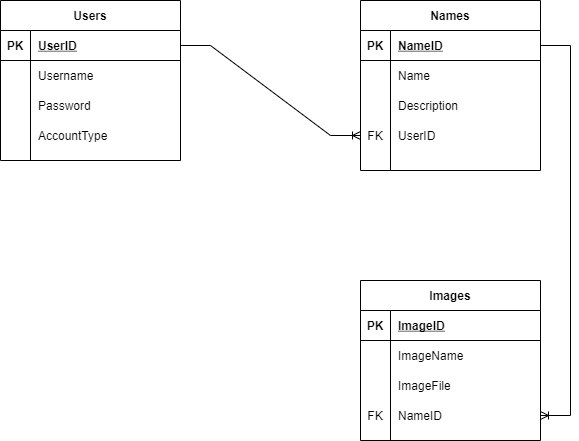 Users
PK UserID
Username
Password
AccountType
Names
PK NameID
Name
Description
FK UserID
Images
PK ImageID
ImageName
ImageFile
FK NameID